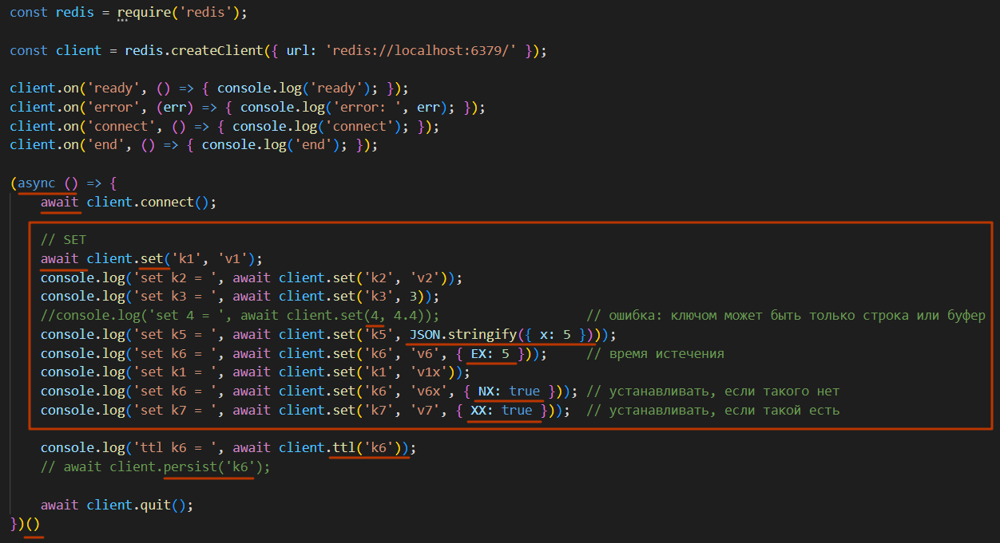 const redis = require('redis');
const client = redis.createClient({ url: 'redis://localhost:6379/' });
client.on('ready', () => { console.log('ready'); });
client.on('error', (err) => { console.log('error: ', err); });
client.on('connect', () => { console.log('connect'); });
client.on('end', () => { console.log('end'); });
(async () => {
await client.connect();
// SET
await client.set('k1', 'v1');
console.log('set k2 = ', await client.set('k2', 'v2'));
console.log('set k3 = ', await client.set('k3', 3));
//console.log('set 4 = ', await client.set(4, 4.4)); // ошибка: ключом может быть только строка или буфер
console.log('set k5 = ', await client.set('k5', JSON.stringify({ x: 5 })));
console.log('set k6 = ', await client.set('k6', 'v6', { EX: 5 })); // время истечения
console.log('set k1 = ', await client.set('k1', 'v1x'));
console.log('set k6 = ', await client.set('k6', 'v6x', { NX: true })); // устанавливать, если такого нет
console.log('set k7 = ', await client.set('k7', 'v7', { XX: true })); // устанавливать, если такой есть
console.log('ttl k6 = ', await client.ttl('k6'));
// await client.persist('k6');
await client.quit();
})()